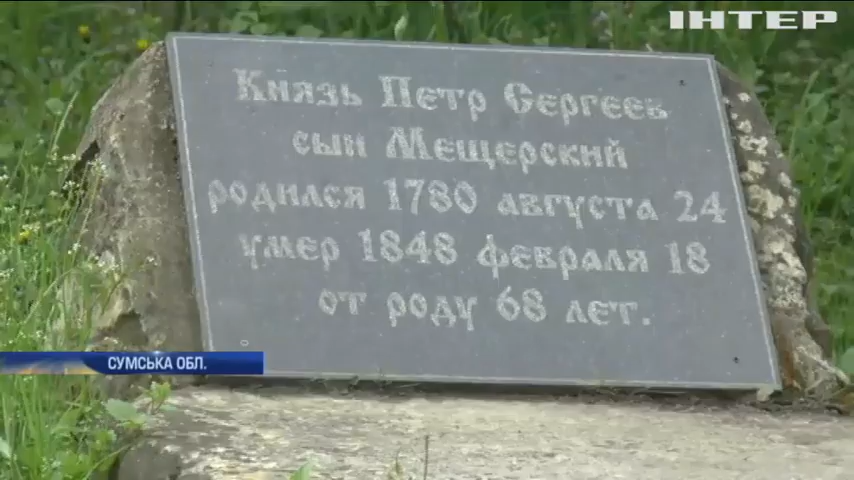 ІНТЕР
Князь Петр Сергеев
сын Мещерский
родился 1780 августа 24
умер 1848 февраля 18
от роду 68 лет.
СУМСЬКА ОБЛ.